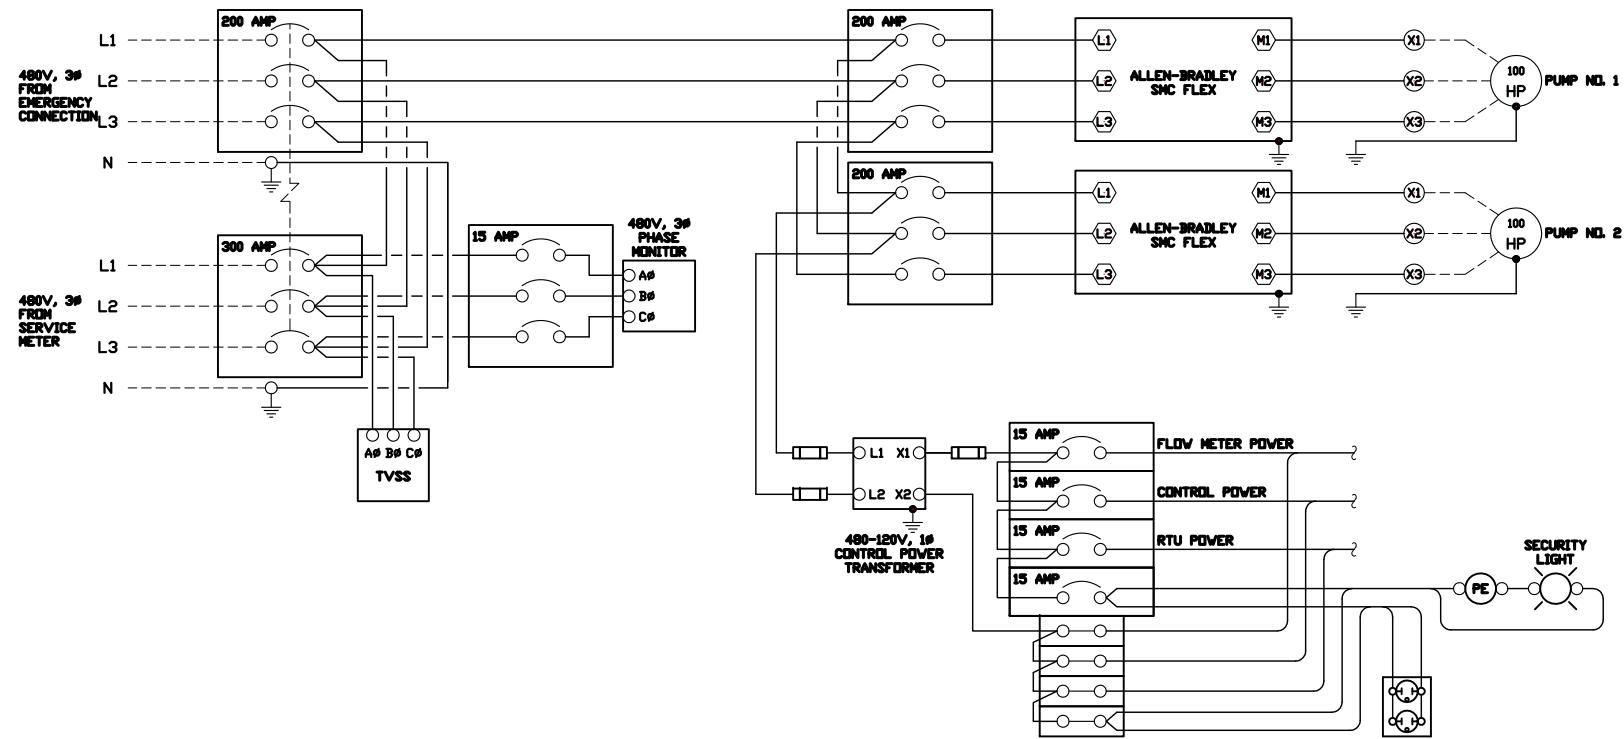 200 AMP
L1
480V, 3Ø
FROM
EMERGENCY
CONNECTION
L2
L3
N
300 AMP
L1
480V, 3Ø
FROM
SERVICE
METER
L2
L3
N
15 AMP
480V, 3Ø
PHASE
MONITOR
AØ
BØ
CØ
AØ BØ CØ
TVSS
200 AMP
L1
L2
L3
ALLEN-BRADLEY
SMC FLEX
M1
M2
M3
X1
X2
X3
100
HP
PUMP NO. 1
200 AMP
L1
L2
L3
ALLEN-BRADLEY
SMC FLEX
M1
M2
M3
X1
X2
X3
100
HP
PUMP NO. 2
L1 X1
L2 X2
480-120V, 1Ø
CONTROL POWER
TRANSFORMER
15 AMP
FLOW METER POWER
15 AMP
CONTROL POWER
15 AMP
RTU POWER
15 AMP
SECURITY
LIGHT
PE